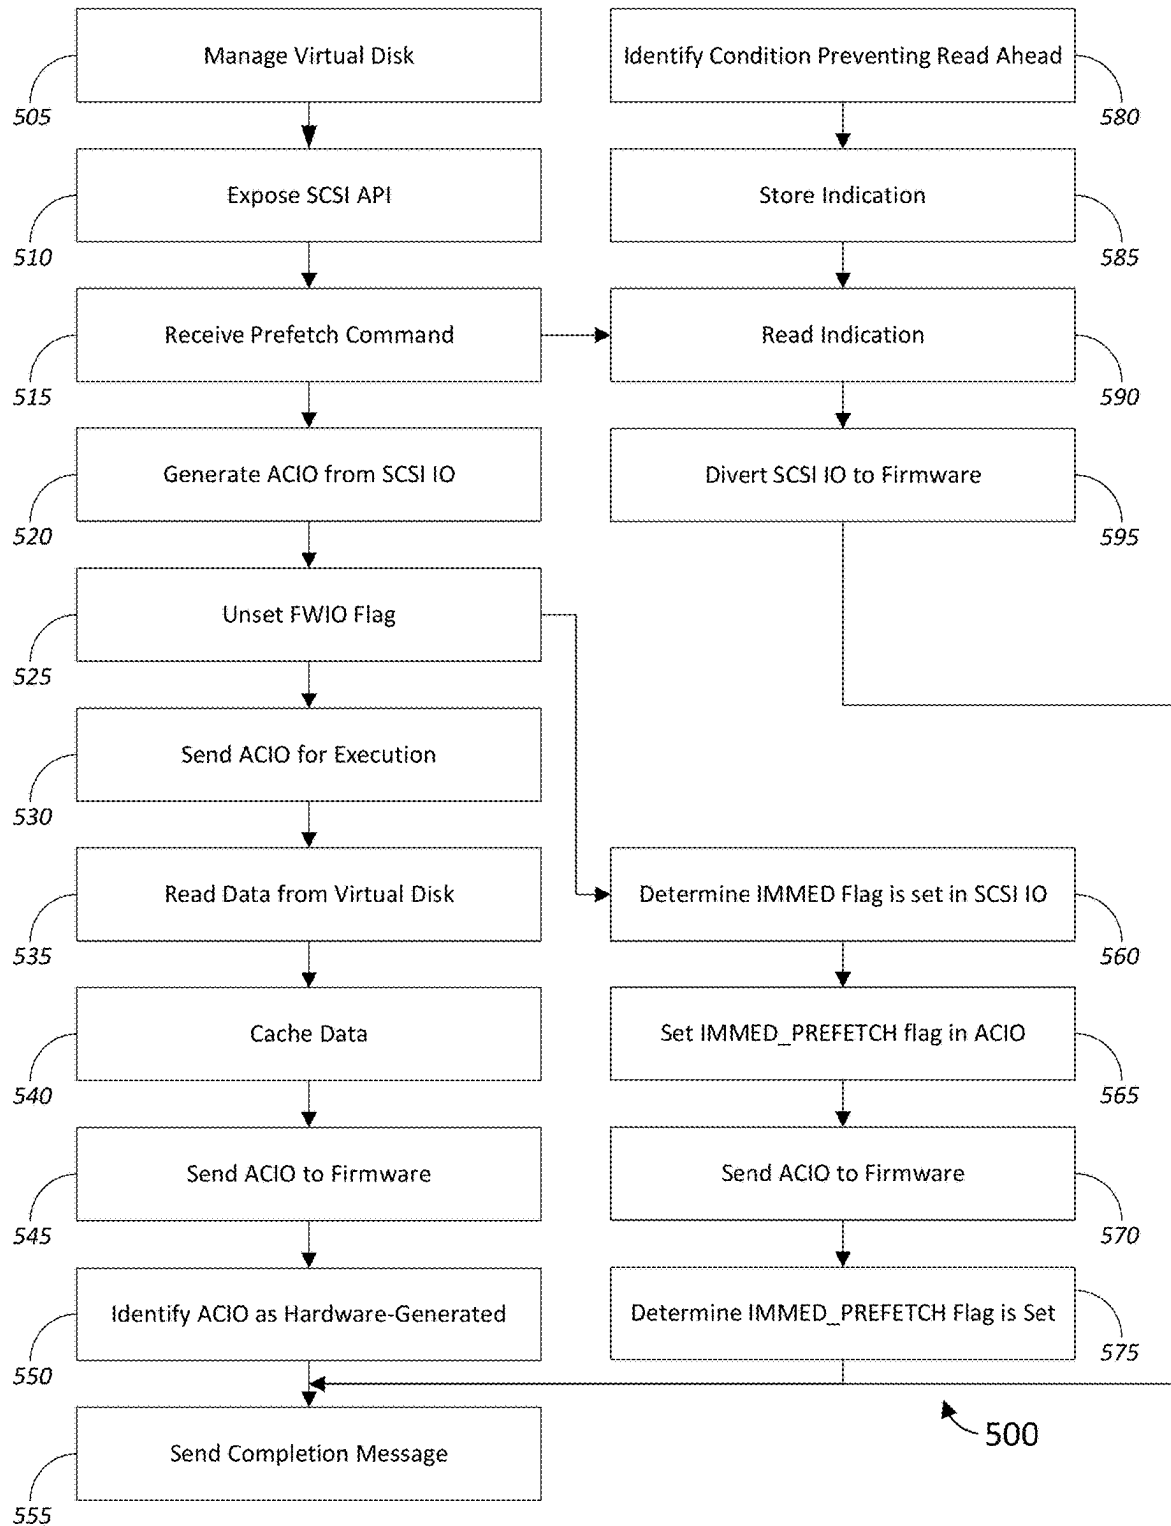 Manage Virtual Disk
505
Expose SCSI API
510
Receive Prefetch Command
515
Generate ACIO from SCSI IO
520
Unset FWIO Flag
525
Send ACIO for Execution
530
Read Data from Virtual Disk
535
Cache Data
540
Send ACIO to Firmware
545
Identify ACIO as Hardware-Generated
550
Send Completion Message
555
Identify Condition Preventing Read Ahead
580
Store Indication
585
Read Indication
590
Divert SCSI IO to Firmware
595
Determine IMMED Flag is set in SCSI IO
560
Set IMMED_PREFETCH flag in ACIO
565
Send ACIO to Firmware
570
Determine IMMED_PREFETCH Flag is Set
575
500